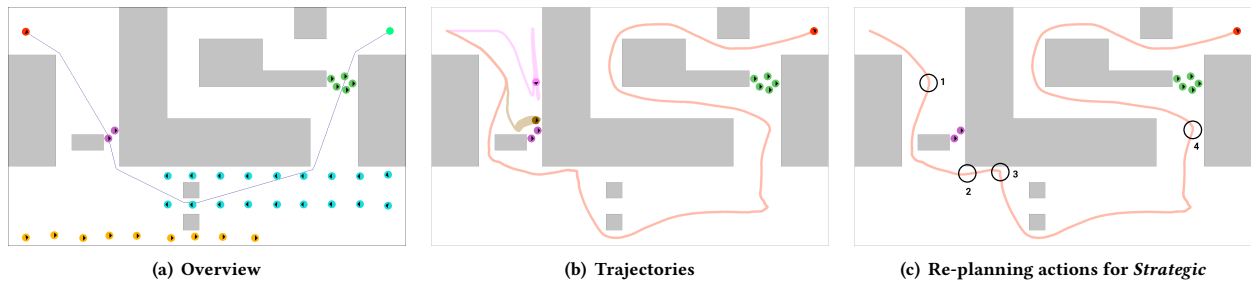 1
2
3
4
(a) Overview
(b) Trajectories
(c) Re-planning actions for Strategic